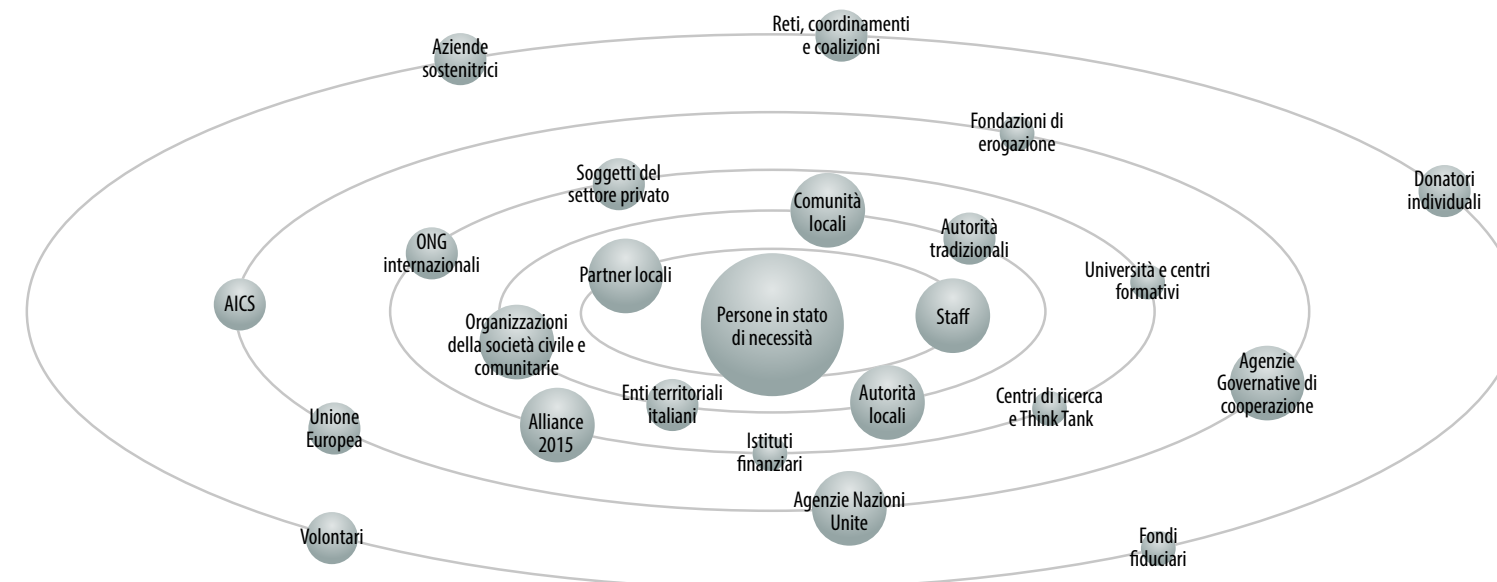 Reti, coordinamenti
e coalizioni
Aziende
sostenitrici
Fondazioni di
erogazione
Soggetti del
settore privato
Donatori
individuali
Comunità
locali
Autorità
tradizionali
ONG
internazionali
Partner locali
Università e centri
formativi
AICS
Persone in stato
di necessità
Staff
Organizzazioni
della società civile e
comunitarie
Agenzie
Governative di
cooperazione
Enti territoriali
italiani
Autorità
locali
Centri di ricerca
e Think Tank
Unione
Europea
Alliance
2015
Istituti
finanziari
Agenzie Nazioni
Unite
Volontari
Fondi
fiduciari